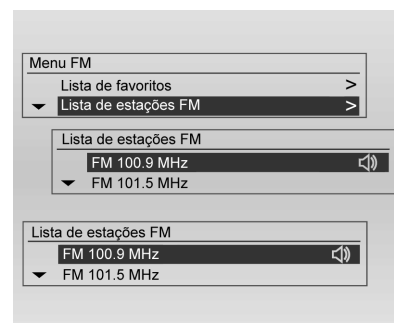 Menu FM
Lista de favoritos >
Lista de estações FM >
Lista de estações FM
FM 100.9 MHz
FM 101.5 MHz
Lista de estações FM
FM 100.9 MHz
FM 101.5 MHz